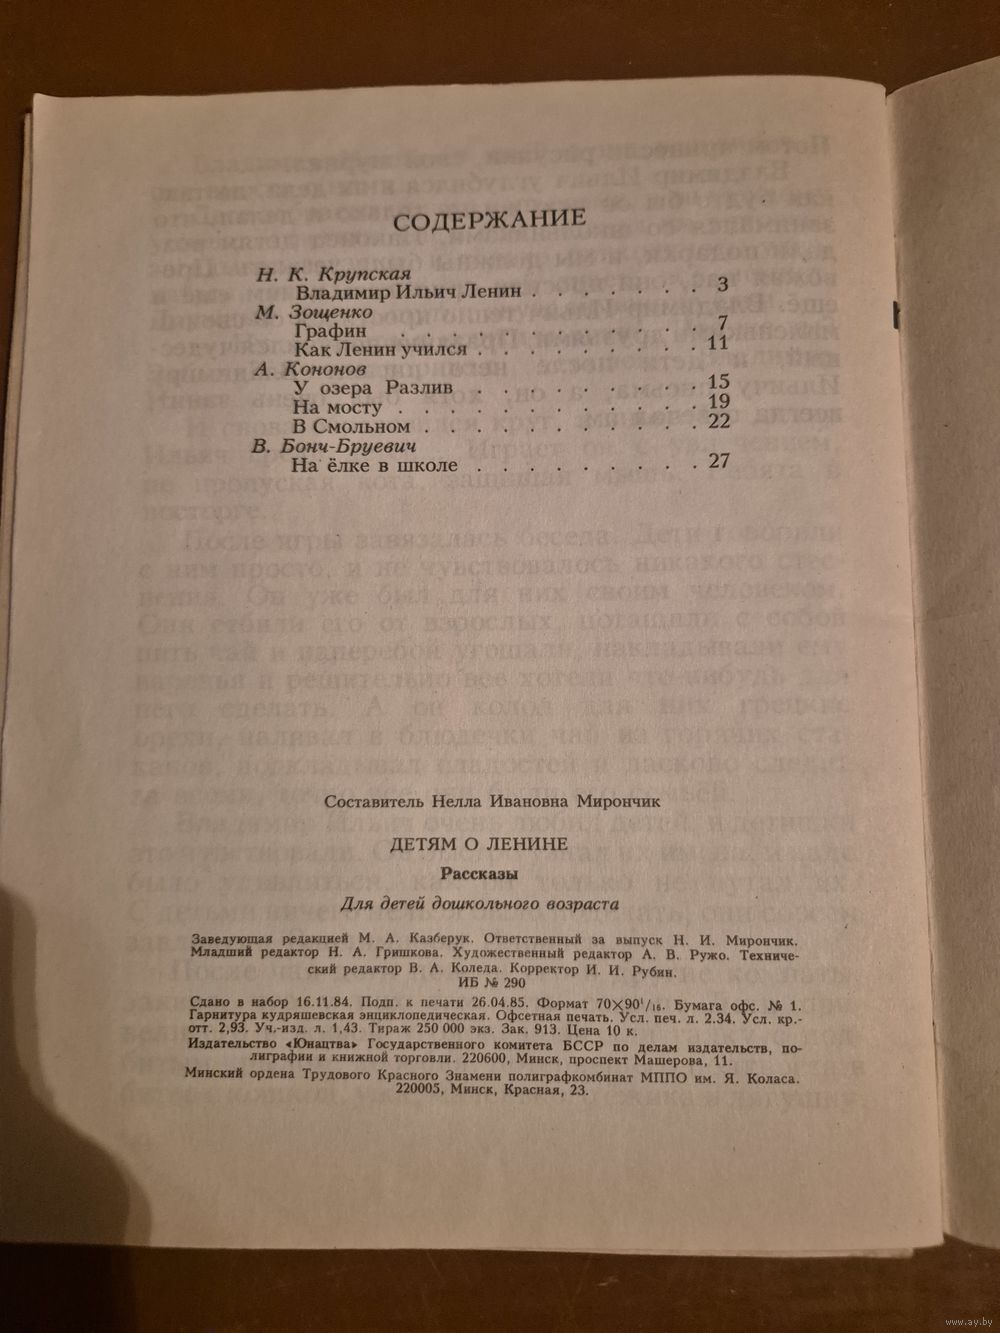 СОДЕРЖАНИЕ
Н. К. Крупская
Владимир Ильич Ленин . . . . . . . 3
М. Зощенко
Графин . . . . . . . . . . . . 7
Как Ленин учился . . . . . . . . . 11
А. Кононов
У озера Разлив . . . . . . . . . 15
На мосту . . . . . . . . . . . . 19
В Смольном . . . . . . . . . . . 22
В. Бонч-Бруевич
На ёлке в школе . . . . . . . . . 27
Составитель Нелла Ивановна Мирончик
ДЕТЯМ О ЛЕНИНЕ
Рассказы
Для детей дошкольного возраста
Заведующая редакцией М. А. Казберук. Ответственный за выпуск Н. И. Мирончик.
Младший редактор Н. А. Гришкова. Художественный редактор А. В. Ружо. Техниче-
ский редактор В. А. Коледа. Корректор И. И. Рубин.
ИБ № 290
Сдано в набор 16.11.84. Подп. к печати 26.04.85. Формат 70×90¹/₁₆. Бумага офс. № 1.
Гарнитура кудряшевская энциклопедическая. Офсетная печать. Усл. печ. л. 2.34. Усл. кр.-
отт. 2,93. Уч.-изд. л. 1,43. Тираж 250 000 экз. Зак. 913. Цена 10 к.
Издательство «Юнацтва» Государственного комитета БССР по делам издательств, по-
лиграфии и книжной торговли. 220600, Минск, проспект Машерова, 11.
Минский ордена Трудового Красного Знамени полиграфкомбинат МППО им. Я. Коласа.
220005, Минск, Красная, 23.
www.ay.by